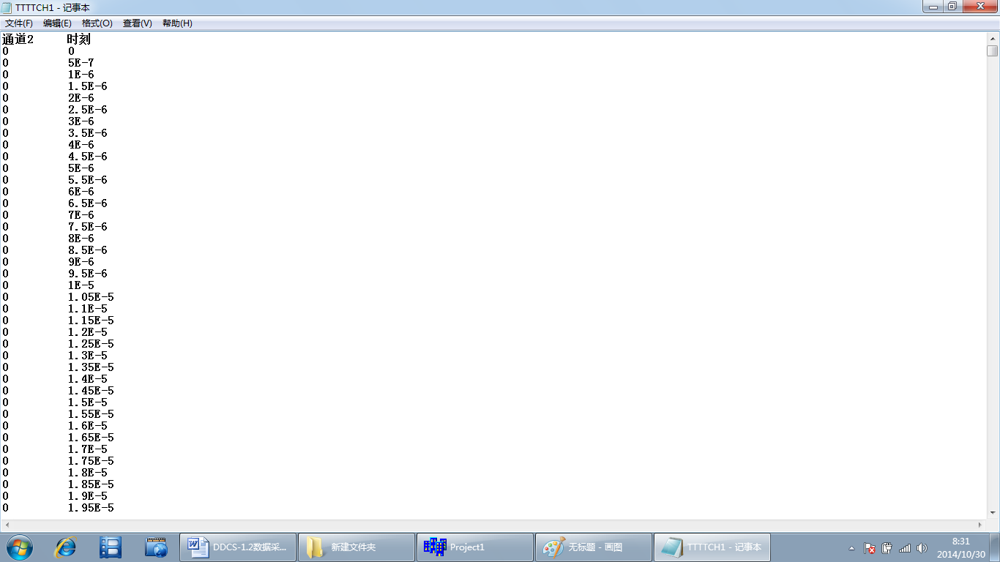 TTTTCH1 - 记事本
文件(F) 编辑(E) 格式(O) 查看(V) 帮助(H)
通道2 时刻
0 0
0 5E-7
0 1E-6
0 1.5E-6
0 2E-6
0 2.5E-6
0 3E-6
0 3.5E-6
0 4E-6
0 4.5E-6
0 5E-6
0 5.5E-6
0 6E-6
0 6.5E-6
0 7E-6
0 7.5E-6
0 8E-6
0 8.5E-6
0 9E-6
0 9.5E-6
0 1E-5
0 1.05E-5
0 1.1E-5
0 1.15E-5
0 1.2E-5
0 1.25E-5
0 1.3E-5
0 1.35E-5
0 1.4E-5
0 1.45E-5
0 1.5E-5
0 1.55E-5
0 1.6E-5
0 1.65E-5
0 1.7E-5
0 1.75E-5
0 1.8E-5
0 1.85E-5
0 1.9E-5
0 1.95E-5
DDCS-1.2数据采... 新建文件夹 Project1 无标题 - 画图 TTTTCH1 - 记事本 8:31
2014/10/30